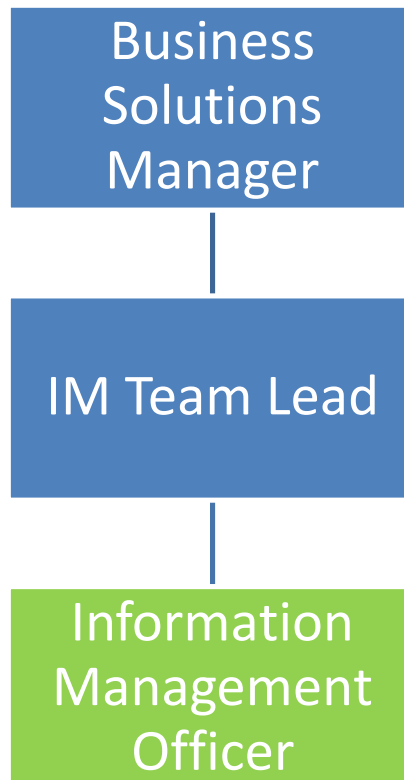 Business
Solutions
Manager
IM Team Lead
Information
Management
Officer